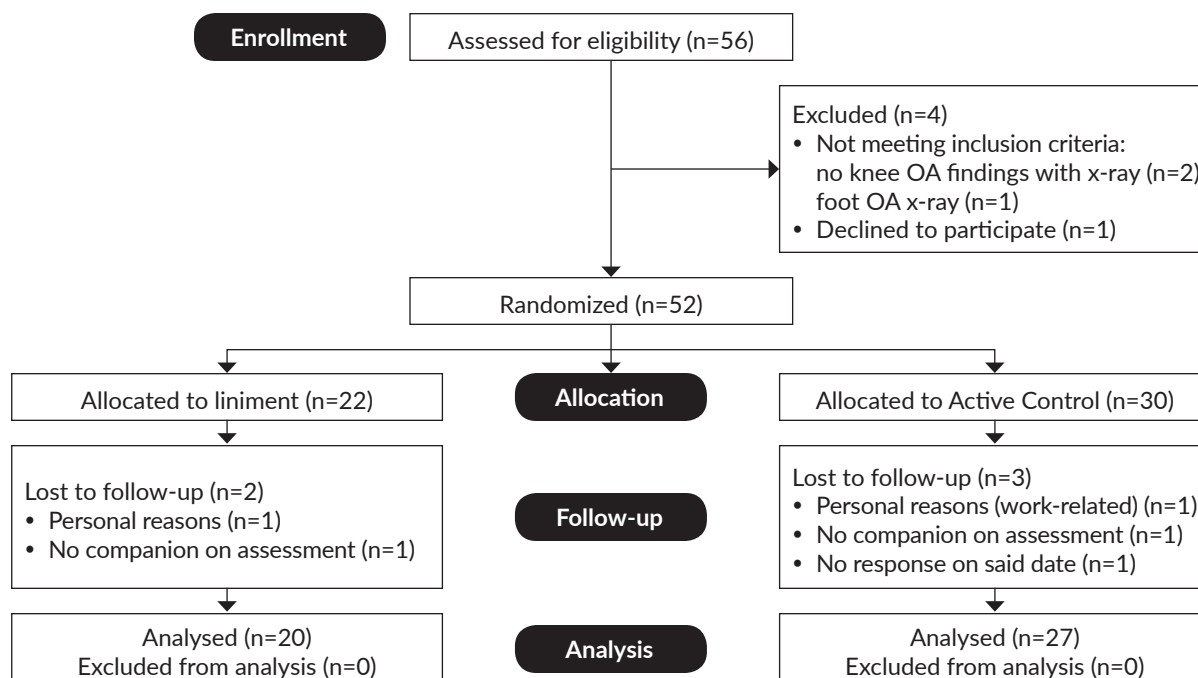 Enrollment
Assessed for eligibility (n=56)
Excluded (n=4)
• Not meeting inclusion criteria:
no knee OA findings with x-ray (n=2)
foot OA x-ray (n=1)
• Declined to participate (n=1)
Randomized (n=52)
Allocated to liniment (n=22)
Allocation
Allocated to Active Control (n=30)
Lost to follow-up (n=2)
• Personal reasons (n=1)
• No companion on assessment (n=1)
Follow-up
Lost to follow-up (n=3)
• Personal reasons (work-related) (n=1)
• No companion on assessment (n=1)
• No response on said date (n=1)
Analysed (n=20)
Excluded from analysis (n=0)
Analysis
Analysed (n=27)
Excluded from analysis (n=0)